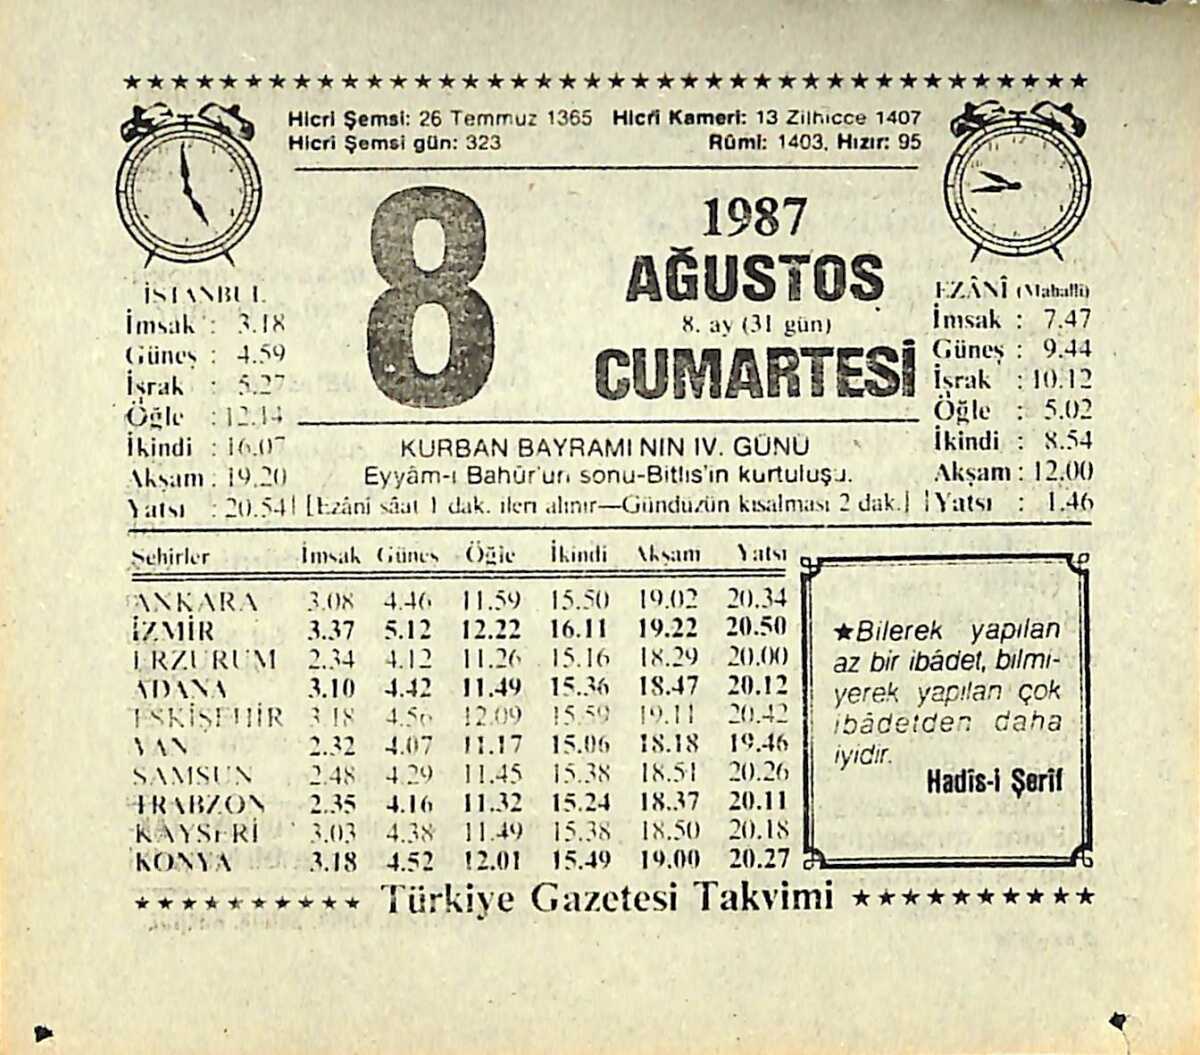 Hicri Şemsi: 26 Temmuz 1365 Hicri Kameri: 13 Zilhicce 1407
Hicri Şemsi gün: 323 Rûmi: 1403, Hızır: 95
8
1987
AĞUSTOS
8. ay (31 gün)
CUMARTESİ
İSTANBUL
İmsak : 3.18
Güneş : 4.59
İşrak : 5.27
Öğle : 12.14
İkindi : 16.07
Akşam : 19.20
Yatsı : 20.54
EZÂNÎ (Mahalli)
İmsak : 7.47
Güneş : 9.44
İşrak : 10.12
Öğle : 5.02
İkindi : 8.54
Akşam : 12.00
Yatsı : 1.46
KURBAN BAYRAMI NIN IV. GÜNÜ
Eyyâm-ı Bahûr'un sonu-Bitlis'in kurtuluşu.
[Ezâni sâat 1 dak. ileri alınır—Gündüzün kısalması 2 dak.]
Şehirler İmsak Güneş Öğle İkindi Akşam Yatsı
ANKARA 3.08 4.46 11.59 15.50 19.02 20.34
İZMİR 3.37 5.12 12.22 16.11 19.22 20.50
ERZURUM 2.34 4.12 11.26 15.16 18.29 20.00
ADANA 3.10 4.42 11.49 15.36 18.47 20.12
ESKİŞEHİR 3.18 4.56 12.09 15.59 19.11 20.42
VAN 2.32 4.07 11.17 15.06 18.18 19.46
SAMSUN 2.48 4.29 11.45 15.38 18.51 20.26
TRABZON 2.35 4.16 11.32 15.24 18.37 20.11
KAYSERİ 3.03 4.38 11.49 15.38 18.50 20.18
KONYA 3.18 4.52 12.01 15.49 19.00 20.27
★Bilerek yapılan
az bir ibâdet, bilmi-
yerek yapılan çok
ibâdetden daha
iyidir.
Hadîs-i Şerîf
Türkiye Gazetesi Takvimi